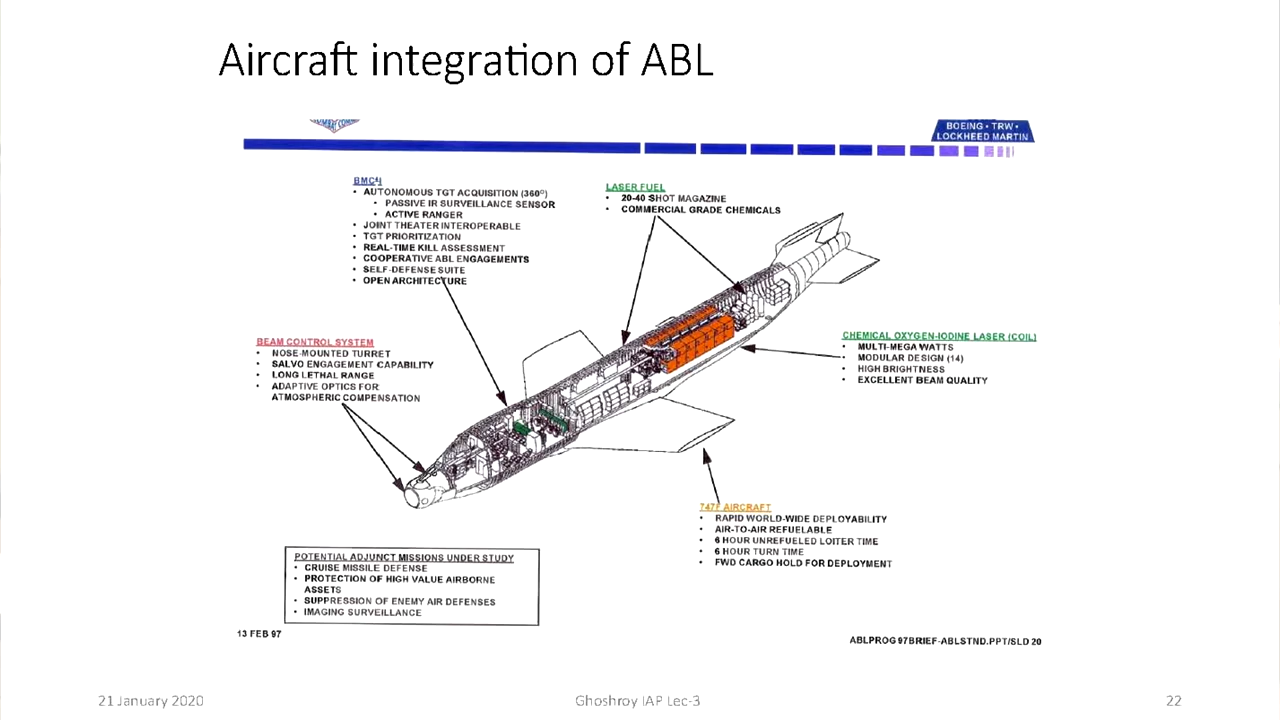 Aircraft integration of ABL
BOEING • TRW •
LOCKHEED MARTIN
BMC4I
• AUTONOMOUS TGT ACQUISITION (360°)
• PASSIVE IR SURVEILLANCE SENSOR
• ACTIVE RANGER
• JOINT THEATER INTEROPERABLE
• TGT PRIORITIZATION
• REAL-TIME KILL ASSESSMENT
• COOPERATIVE ABL ENGAGEMENTS
• SELF-DEFENSE SUITE
• OPEN ARCHITECTURE
LASER FUEL
• 20-40 SHOT MAGAZINE
• COMMERCIAL GRADE CHEMICALS
BEAM CONTROL SYSTEM
• NOSE-MOUNTED TURRET
• SALVO ENGAGEMENT CAPABILITY
• LONG LETHAL RANGE
• ADAPTIVE OPTICS FOR
ATMOSPHERIC COMPENSATION
CHEMICAL OXYGEN-IODINE LASER (COIL)
• MULTI-MEGA WATTS
• MODULAR DESIGN (14)
• HIGH BRIGHTNESS
• EXCELLENT BEAM QUALITY
747F AIRCRAFT
• RAPID WORLD-WIDE DEPLOYABILITY
• AIR-TO-AIR REFUELABLE
• 6 HOUR UNREFUELED LOITER TIME
• 6 HOUR TURN TIME
• FWD CARGO HOLD FOR DEPLOYMENT
POTENTIAL ADJUNCT MISSIONS UNDER STUDY
• CRUISE MISSILE DEFENSE
• PROTECTION OF HIGH VALUE AIRBORNE
ASSETS
• SUPPRESSION OF ENEMY AIR DEFENSES
• IMAGING SURVEILLANCE
13 FEB 97
ABLPROG97BRIEF-ABLSTND.PPT/SLD 20
21 January 2020
Ghoshroy IAP Lec-3
22